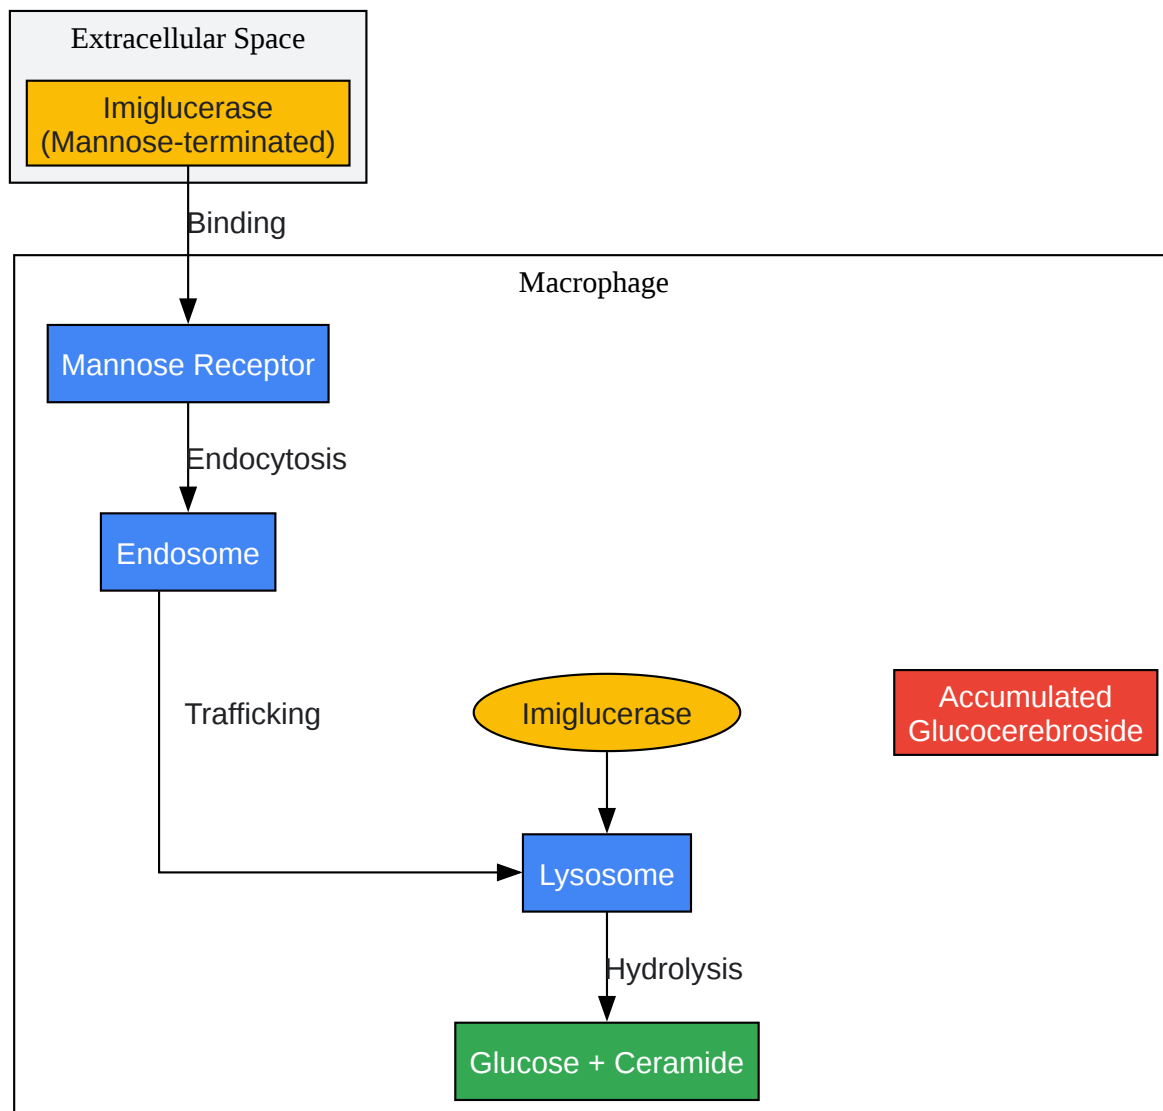 Extracellular Space
Imiglucerase
(Mannose-terminated)
Binding
Macrophage
Mannose Receptor
Endocytosis
Endosome
Trafficking
Imiglucerase
Accumulated
Glucocerebroside
Lysosome
Hydrolysis
Glucose + Ceramide